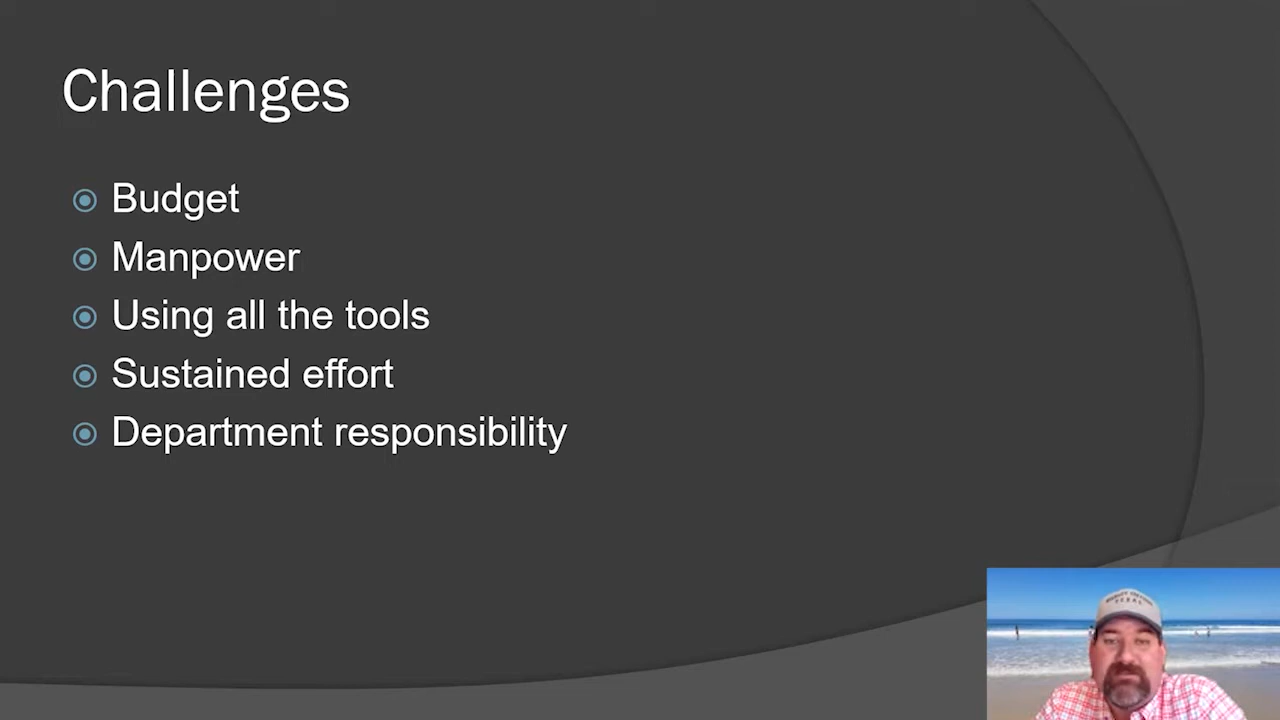 Challenges
Budget
Manpower
Using all the tools
Sustained effort
Department responsibility